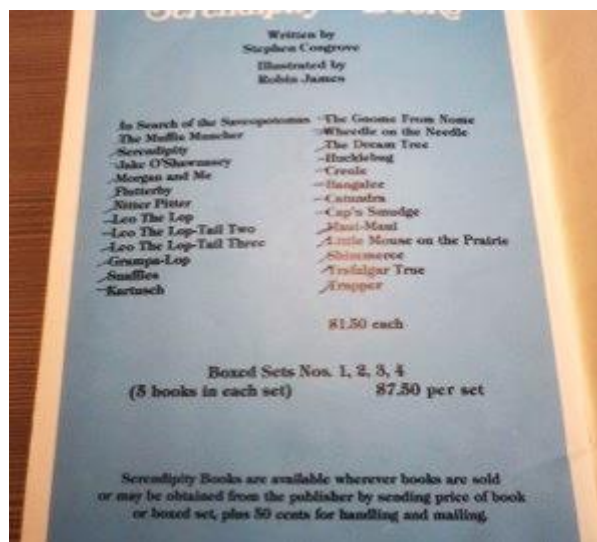 Serendipity Books
Written by
Stephen Cosgrove
Illustrated by
Robin James
In Search of the Saveopotomas
The Muffin Muncher
Serendipity
Jake O'Shawnasey
Morgan and Me
Flutterby
Nitter Pitter
Leo The Lop
Leo The Lop-Tail Two
Leo The Lop-Tail Three
Grampa-Lop
Snaffles
Kartusch
The Gnome From Nome
Wheedle on the Needle
The Dream Tree
Hucklebug
Creole
Bangalee
Catundra
Cap'n Smudge
Maui-Maui
Little Mouse on the Prairie
Shimmeree
Trafalgar True
Trapper
$1.50 each
Boxed Sets Nos. 1, 2, 3, 4
(5 books in each set) $7.50 per set
Serendipity Books are available wherever books are sold
or may be obtained from the publisher by sending price of book
or boxed set, plus 50 cents for handling and mailing.